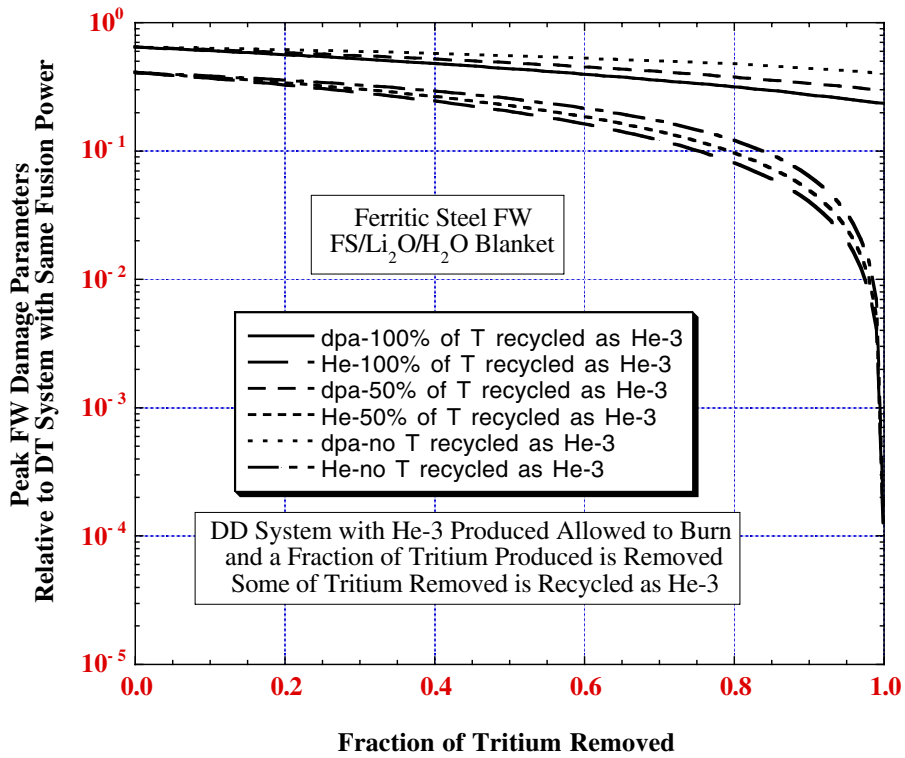 Peak FW Damage Parameters
Relative to DT System with Same Fusion Power
10^0
10^-1
10^-2
10^-3
10^-4
10^-5
Ferritic Steel FW
FS/Li_2O/H_2O Blanket
dpa-100% of T recycled as He-3
He-100% of T recycled as He-3
dpa-50% of T recycled as He-3
He-50% of T recycled as He-3
dpa-no T recycled as He-3
He-no T recycled as He-3
DD System with He-3 Produced Allowed to Burn
and a Fraction of Tritium Produced is Removed
Some of Tritium Removed is Recycled as He-3
0.0 0.2 0.4 0.6 0.8 1.0
Fraction of Tritium Removed